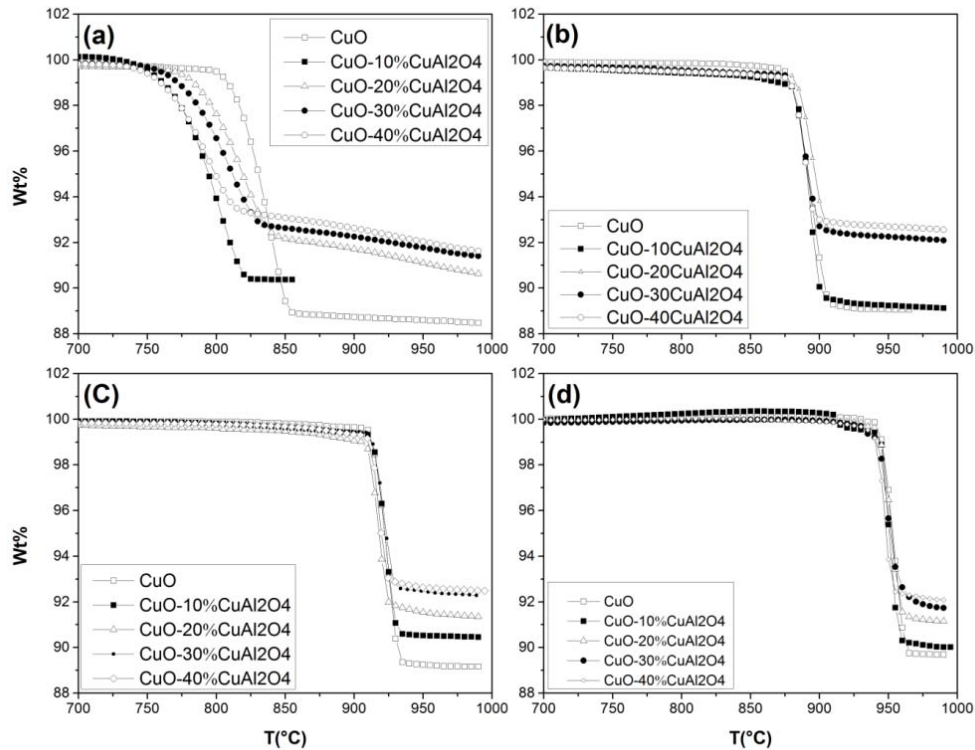 102
100
98
96
94
92
90
88
Wt%
(a)
CuO
CuO-10%CuAl2O4
CuO-20%CuAl2O4
CuO-30%CuAl2O4
CuO-40%CuAl2O4
700 750 800 850 900 950 1000
102
100
98
96
94
92
90
88
(b)
CuO
CuO-10CuAl2O4
CuO-20CuAl2O4
CuO-30CuAl2O4
CuO-40CuAl2O4
700 750 800 850 900 950 1000
102
100
98
96
94
92
90
88
Wt%
(C)
CuO
CuO-10%CuAl2O4
CuO-20%CuAl2O4
CuO-30%CuAl2O4
CuO-40%CuAl2O4
700 750 800 850 900 950 1000
T(°C)
102
100
98
96
94
92
90
88
(d)
CuO
CuO-10%CuAl2O4
CuO-20%CuAl2O4
CuO-30%CuAl2O4
CuO-40%CuAl2O4
700 750 800 850 900 950 1000
T(°C)